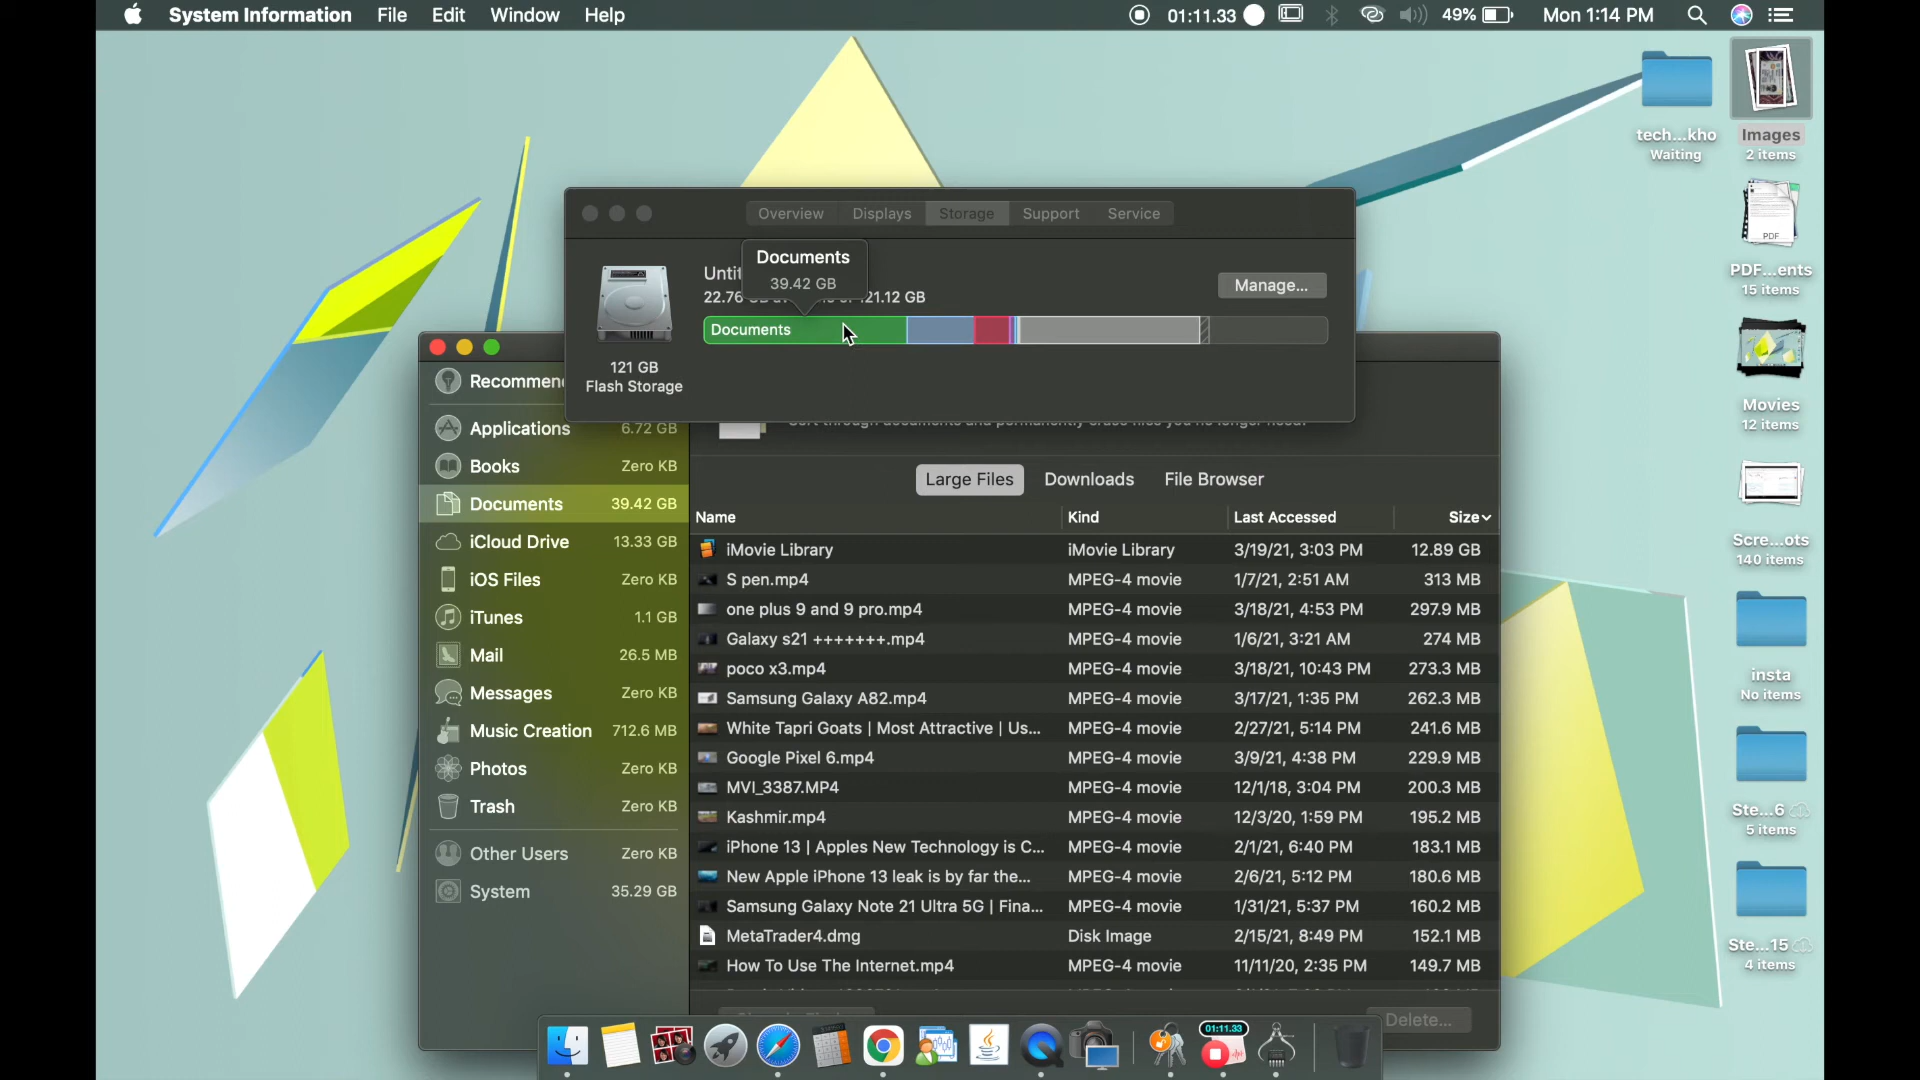 System Information File Edit Window Help 01:11.33 49% Mon 1:14 PM
tech...kho
Waiting
Images
2 items
Overview Displays Storage Support Service
Documents
39.42 GB
22.76 of 121.12 GB
Manage...
Documents
121 GB
Flash Storage
PDF
PDF...ents
15 items
Movies
12 items
Scre...ots
140 items
insta
No items
Ste...6
5 items
Ste...15
4 items
Applications 6.72 GB
Books Zero KB
Documents 39.42 GB
iCloud Drive 13.33 GB
iOS Files Zero KB
iTunes 1.1 GB
Mail 26.5 MB
Messages Zero KB
Music Creation 712.6 MB
Photos Zero KB
Trash Zero KB
Other Users Zero KB
System 35.29 GB
Large Files Downloads File Browser
Name Kind Last Accessed Size
iMovie Library iMovie Library 3/19/21, 3:03 PM 12.89 GB
S pen.mp4 MPEG-4 movie 1/7/21, 2:51 AM 313 MB
one plus 9 and 9 pro.mp4 MPEG-4 movie 3/18/21, 4:53 PM 297.9 MB
Galaxy s21 +++++++.mp4 MPEG-4 movie 1/6/21, 3:21 AM 274 MB
poco x3.mp4 MPEG-4 movie 3/18/21, 10:43 PM 273.3 MB
Samsung Galaxy A82.mp4 MPEG-4 movie 3/17/21, 1:35 PM 262.3 MB
White Tapri Goats | Most Attractive | Us... MPEG-4 movie 2/27/21, 5:14 PM 241.6 MB
Google Pixel 6.mp4 MPEG-4 movie 3/9/21, 4:38 PM 229.9 MB
MVI_3387.MP4 MPEG-4 movie 12/1/18, 3:04 PM 200.3 MB
Kashmir.mp4 MPEG-4 movie 12/3/20, 1:59 PM 195.2 MB
iPhone 13 | Apples New Technology is C... MPEG-4 movie 2/1/21, 6:40 PM 183.1 MB
New Apple iPhone 13 leak is by far the... MPEG-4 movie 2/6/21, 5:12 PM 180.6 MB
Samsung Galaxy Note 21 Ultra 5G | Fina... MPEG-4 movie 1/31/21, 5:37 PM 160.2 MB
MetaTrader4.dmg Disk Image 2/15/21, 8:49 PM 152.1 MB
How To Use The Internet.mp4 MPEG-4 movie 11/11/20, 2:35 PM 149.7 MB
Delete...
01:11.33